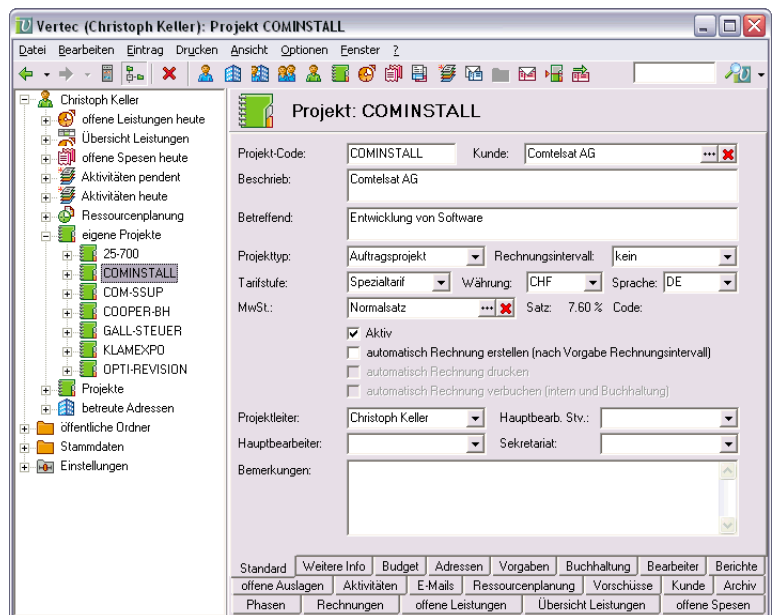 Vertec (Christoph Keller): Projekt COMINSTALL
Datei Bearbeiten Eintrag Drucken Ansicht Optionen Fenster ?
Christoph Keller
offene Leistungen heute
Übersicht Leistungen
offene Spesen heute
Aktivitäten pendent
Aktivitäten heute
Ressourcenplanung
eigene Projekte
25-700
COMINSTALL
COM-SSUP
COOPER-BH
GALL-STEUER
KLAMEXPO
OPTI-REVISION
Projekte
betreute Adressen
öffentliche Ordner
Stammdaten
Einstellungen
Projekt: COMINSTALL
Projekt-Code: COMINSTALL Kunde: Comtelsat AG
Beschrieb: Comtelsat AG
Betreffend: Entwicklung von Software
Projekttyp: Auftragsprojekt Rechnungsintervall: kein
Tarifstufe: Spezialtarif Währung: CHF Sprache: DE
MwSt.: Normalsatz ... Satz: 7.60 % Code:
Aktiv
automatisch Rechnung erstellen (nach Vorgabe Rechnungsintervall)
automatisch Rechnung drucken
automatisch Rechnung verbuchen (intern und Buchhaltung)
Projektleiter: Christoph Keller Hauptbearb. Stv.:
Hauptbearbeiter: Sekretariat:
Bemerkungen:
Standard Weitere Info Budget Adressen Vorgaben Buchhaltung Bearbeiter Berichte
offene Auslagen Aktivitäten E-Mails Ressourcenplanung Vorschüsse Kunde Archiv
Phasen Rechnungen offene Leistungen Übersicht Leistungen offene Spesen